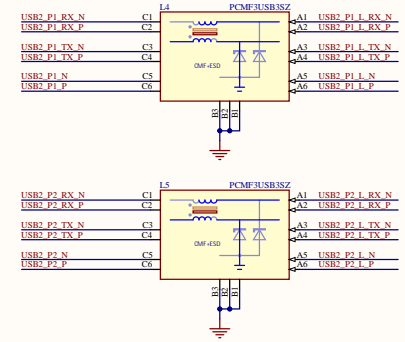 L4 PCMF3USB3SZ
USB2_P1_RX_N C1 A1 USB2_P1_L_RX_N
USB2_P1_RX_P C2 A2 USB2_P1_L_RX_P
USB2_P1_TX_N C3 A3 USB2_P1_L_TX_N
USB2_P1_TX_P C4 A4 USB2_P1_L_TX_P
CMF+ESD
USB2_P1_N C5 A5 USB2_P1_L_N
USB2_P1_P C6 A6 USB2_P1_L_P
B3 B2 B1
L5 PCMF3USB3SZ
USB2_P2_RX_N C1 A1 USB2_P2_L_RX_N
USB2_P2_RX_P C2 A2 USB2_P2_L_RX_P
USB2_P2_TX_N C3 A3 USB2_P2_L_TX_N
USB2_P2_TX_P C4 A4 USB2_P2_L_TX_P
CMF+ESD
USB2_P2_N C5 A5 USB2_P2_L_N
USB2_P2_P C6 A6 USB2_P2_L_P
B3 B2 B1